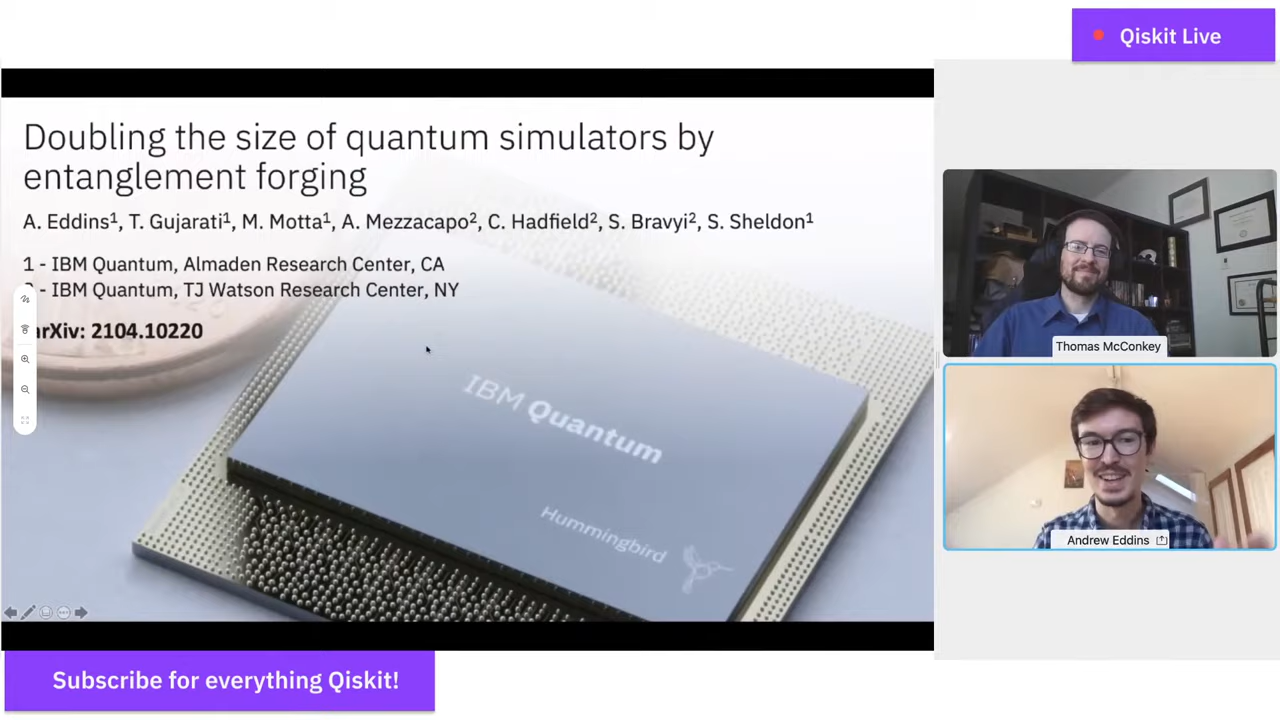 Qiskit Live
Doubling the size of quantum simulators by
entanglement forging
A. Eddins¹, T. Gujarati¹, M. Motta¹, A. Mezzacapo², C. Hadfield², S. Bravyi², S. Sheldon¹
1 - IBM Quantum, Almaden Research Center, CA
- IBM Quantum, TJ Watson Research Center, NY
arXiv: 2104.10220
IBM Quantum
Hummingbird
Thomas McConkey
Andrew Eddins
Subscribe for everything Qiskit!